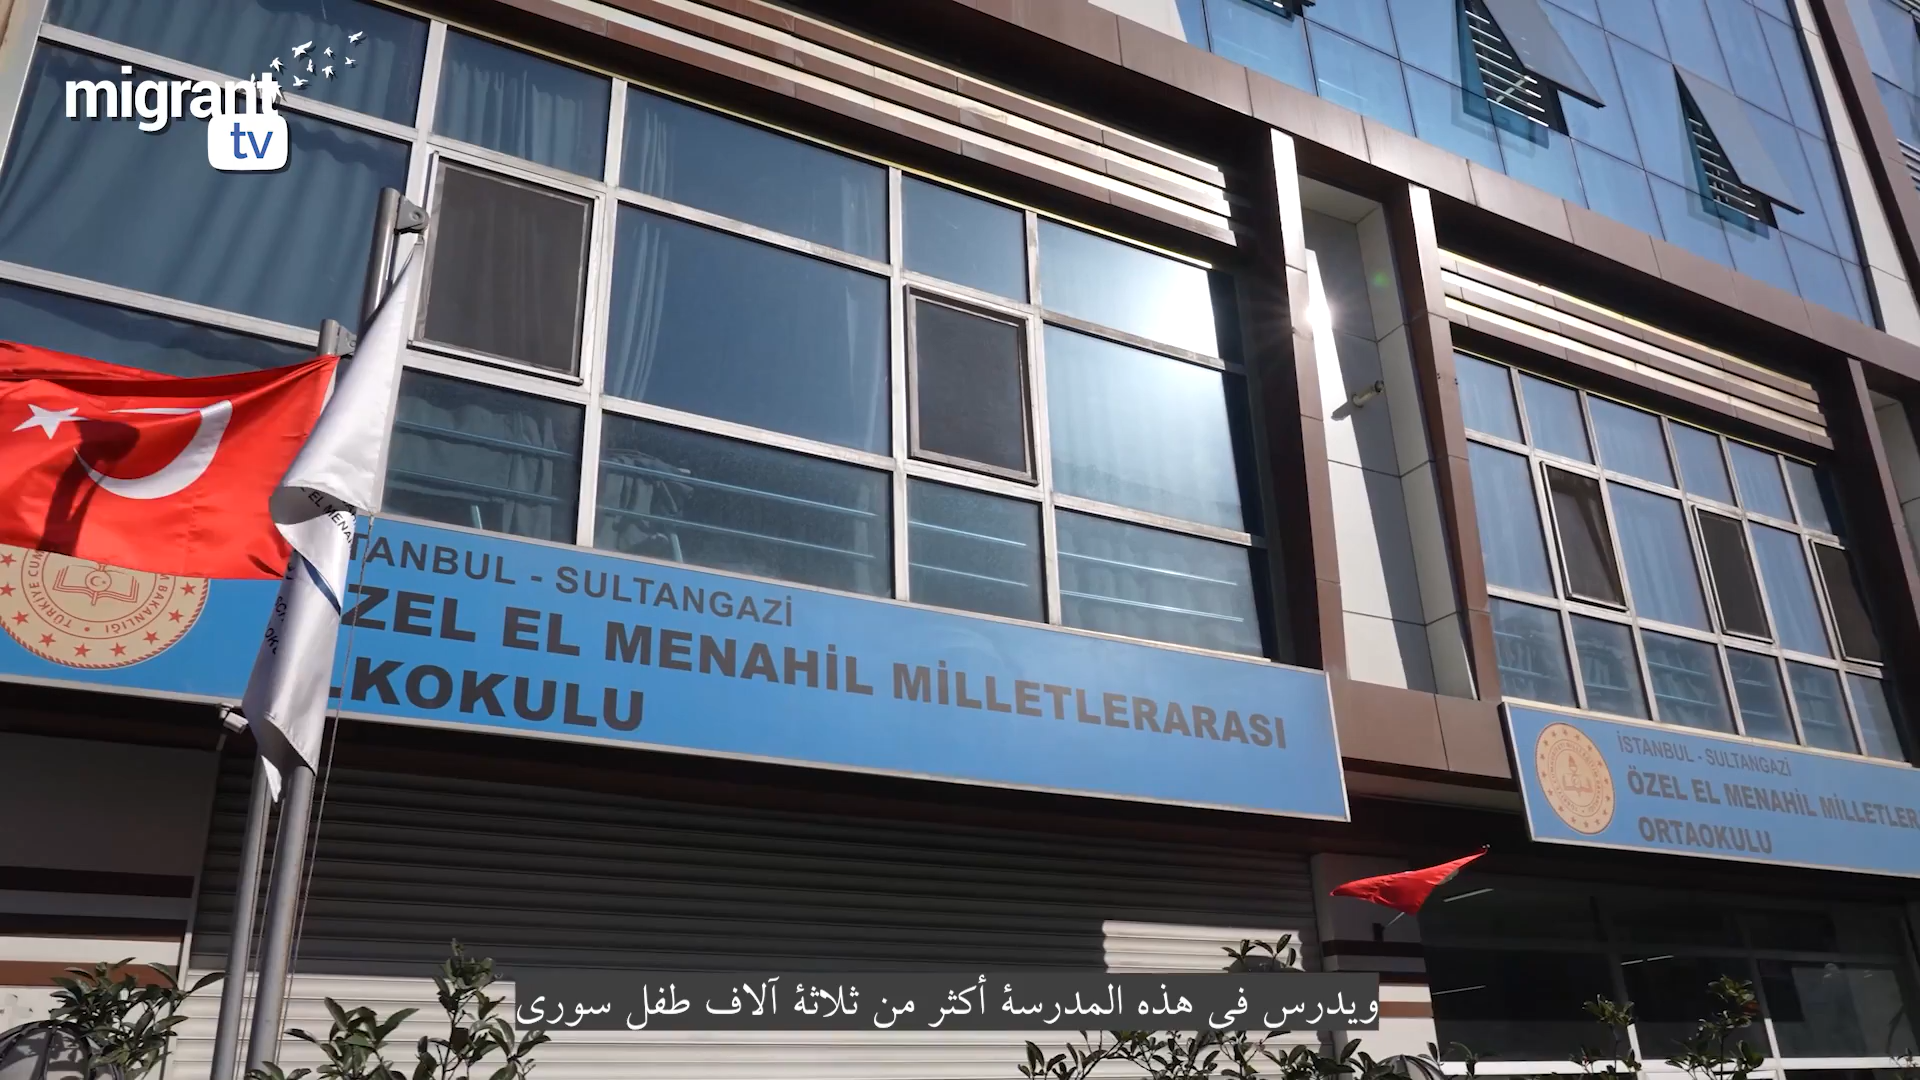 migrant
tv
TANBUL - SULTANGAZİ
ZEL EL MENAHİL MİLLETLERARASI
LKOKULU
İSTANBUL - SULTANGAZİ
ÖZEL EL MENAHİL MİLLETLER
ORTAOKULU
ويدرس في هذه المدرسة أكثر من ثلاثة آلاف طفل سوري